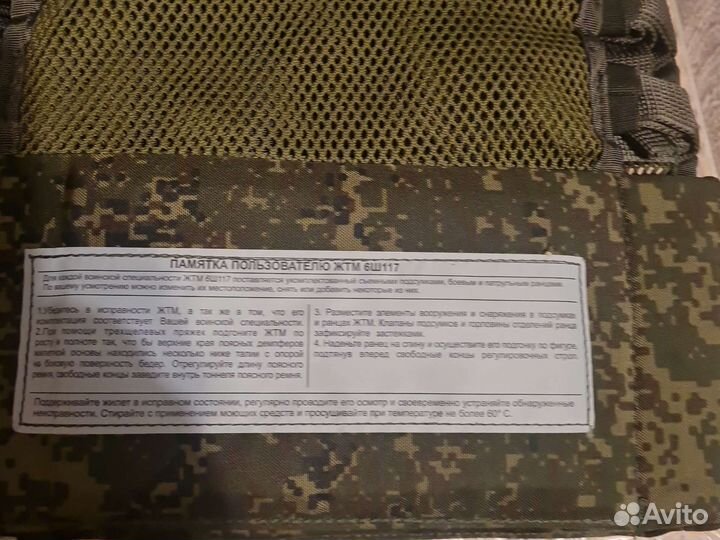 ПАМЯТКА ПОЛЬЗОВАТЕЛЮ ЖТМ 6Ш117
Для каждой воинской специальности ЖТМ 6Ш117 поставляется укомплектованный съемными подсумками, боевым и патрульным ранцами.
По вашему усмотрению можно изменить их местоположение, снять или добавить некоторые из них.
1.Убедитесь в исправности ЖТМ, а так же в том, что его
комплектация соответствует Вашей воинской специальности.
2.При помощи трехщелевых пряжек подгоните ЖТМ по
росту и полноте так, что бы верхние края поясных демпферов
жилетной основы находились несколько ниже талии с опорой
на боковую поверхность бедер. Отрегулируйте длину поясного
ремня, свободные концы заведите внутрь тоннеля поясного ремня.
3. Разместите элементы вооружения и снаряжения в подсумках
и ранцах ЖТМ. Клапаны подсумков и горловины отделений ранца
зафиксируйте застежками.
4. Наденьте ранец на спину и осуществите его подгонку по фигуре,
подтянув вперед свободные концы регулировочных строп.
Поддерживайте жилет в исправном состоянии, регулярно проводите его осмотр и своевременно устраняйте обнаруженные
неисправности. Стирайте с применением моющих средств и просушивайте при температуре не более 60° С.
Avito